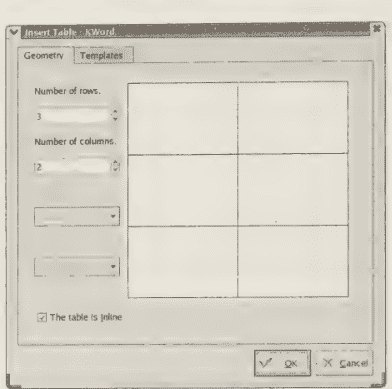 Insert Table - KWord
Geometry Templates
Number of rows.
3
Number of columns.
2
The table is inline
OK Cancel